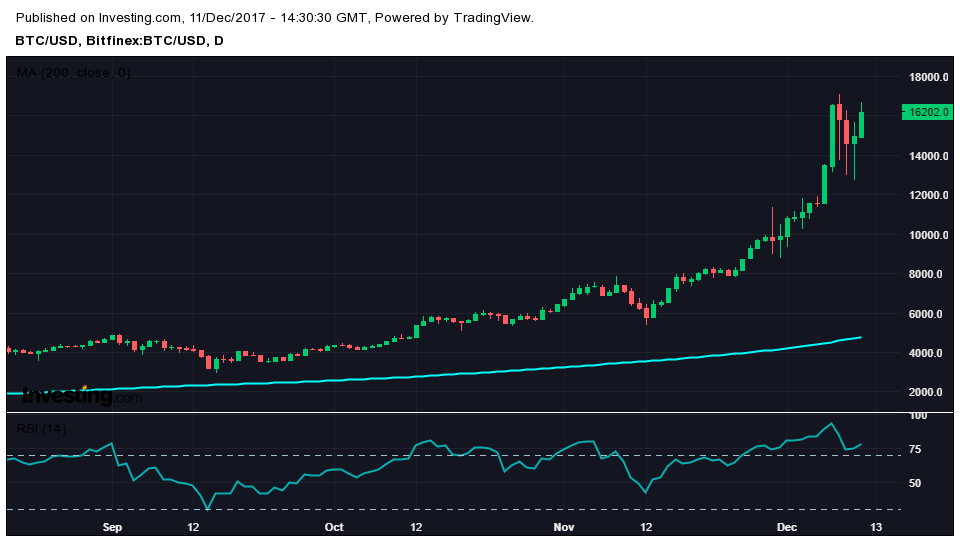 Published on Investing.com, 11/Dec/2017 - 14:30:30 GMT, Powered by TradingView.
BTC/USD, Bitfinex:BTC/USD, D
MA (200, close, 0)
18000.0
16202.0
14000.0
12000.0
10000.0
8000.0
6000.0
4000.0
2000.0
Investing.com
100
RSI (14)
75
50
Sep 12 Oct 12 Nov 12 Dec 13